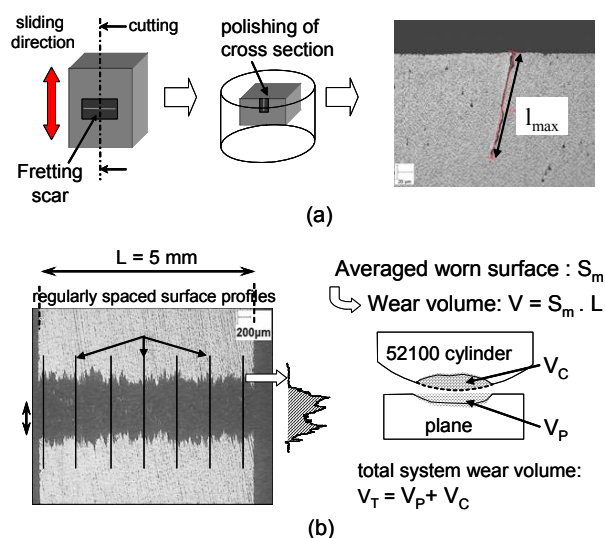 (a)
sliding
direction
cutting
Fretting
scar
polishing of
cross section
l max
(a)
(b)
L = 5 mm
regularly spaced surface profiles
200µm
Averaged worn surface : Sm
Wear volume: V = Sm . L
52100 cylinder
VC
plane
VP
total system wear volume:
VT = VP+ VC
(b)